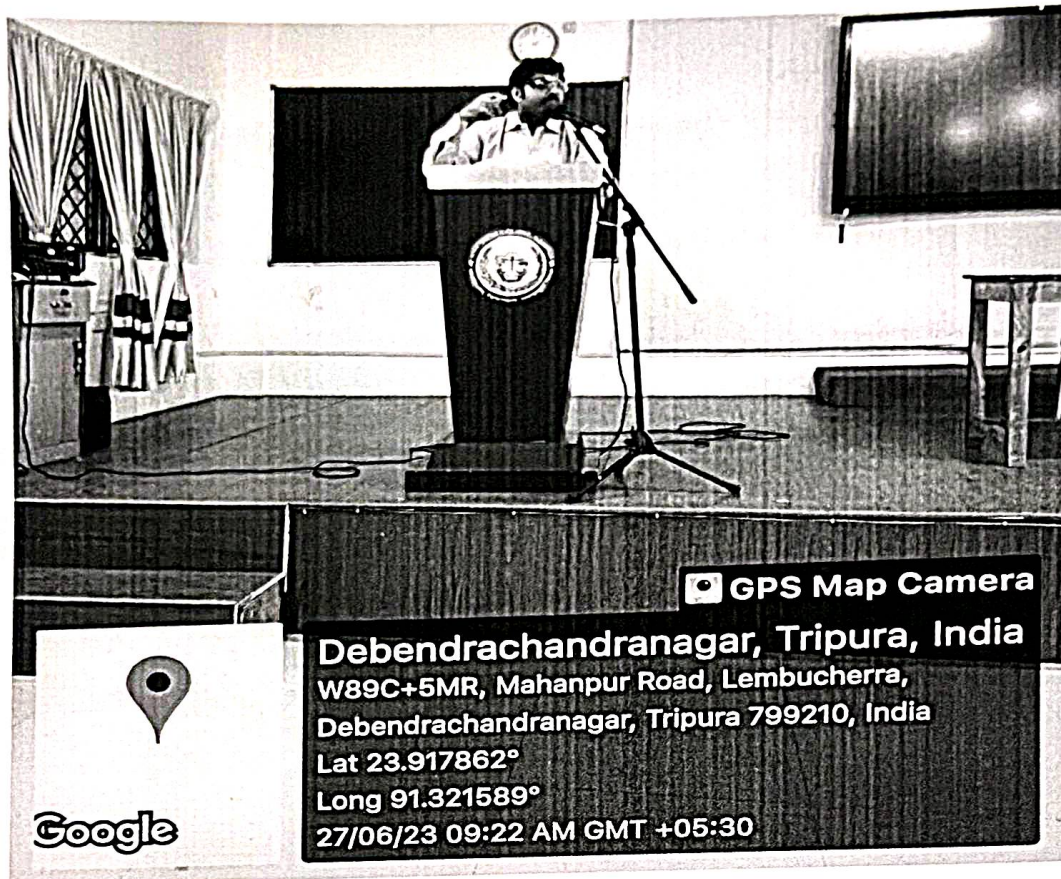 GPS Map Camera
Debendrachandranagar, Tripura, India
W89C+5MR, Mahanpur Road, Lembucherra,
Debendrachandranagar, Tripura 799210, India
Lat 23.917862°
Long 91.321589°
27/06/23 09:22 AM GMT +05:30
Google